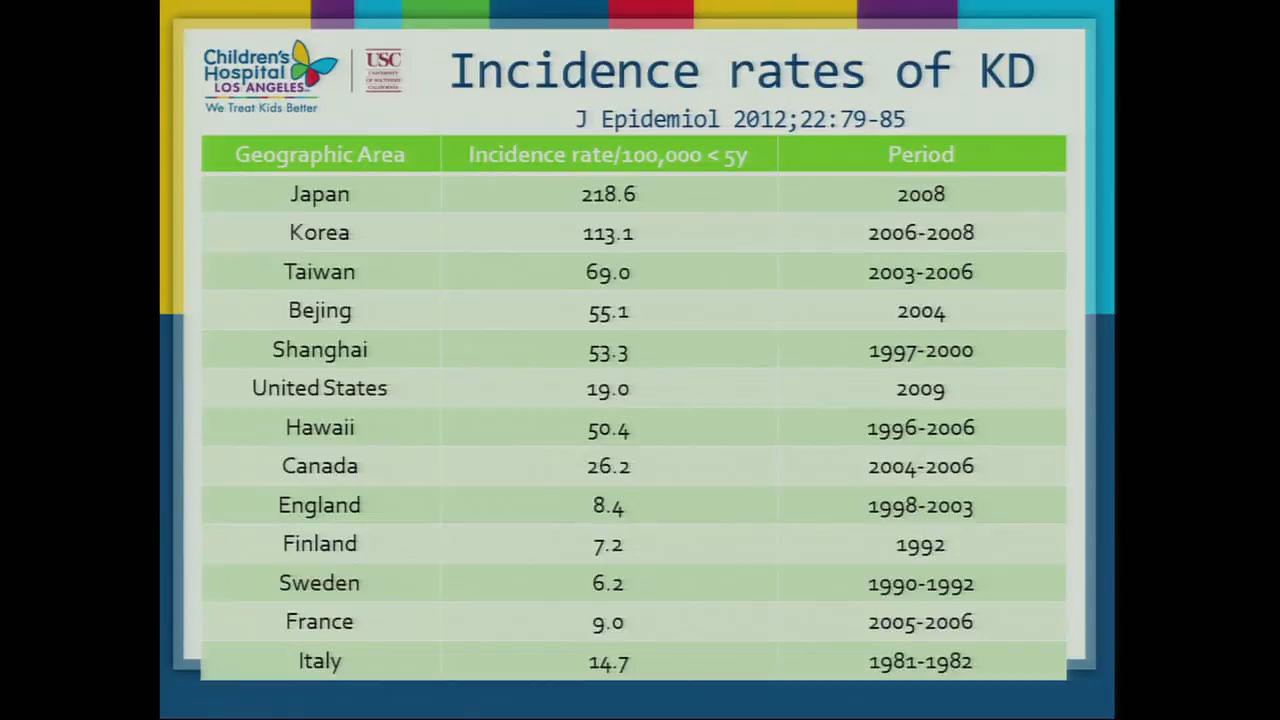 Children's
Hospital
LOS ANGELES
We Treat Kids Better
USC
UNIVERSITY
OF SOUTHERN
CALIFORNIA
Incidence rates of KD
J Epidemiol 2012;22:79-85
Geographic Area Incidence rate/100,000 < 5y Period
Japan 218.6 2008
Korea 113.1 2006-2008
Taiwan 69.0 2003-2006
Bejing 55.1 2004
Shanghai 53.3 1997-2000
United States 19.0 2009
Hawaii 50.4 1996-2006
Canada 26.2 2004-2006
England 8.4 1998-2003
Finland 7.2 1992
Sweden 6.2 1990-1992
France 9.0 2005-2006
Italy 14.7 1981-1982